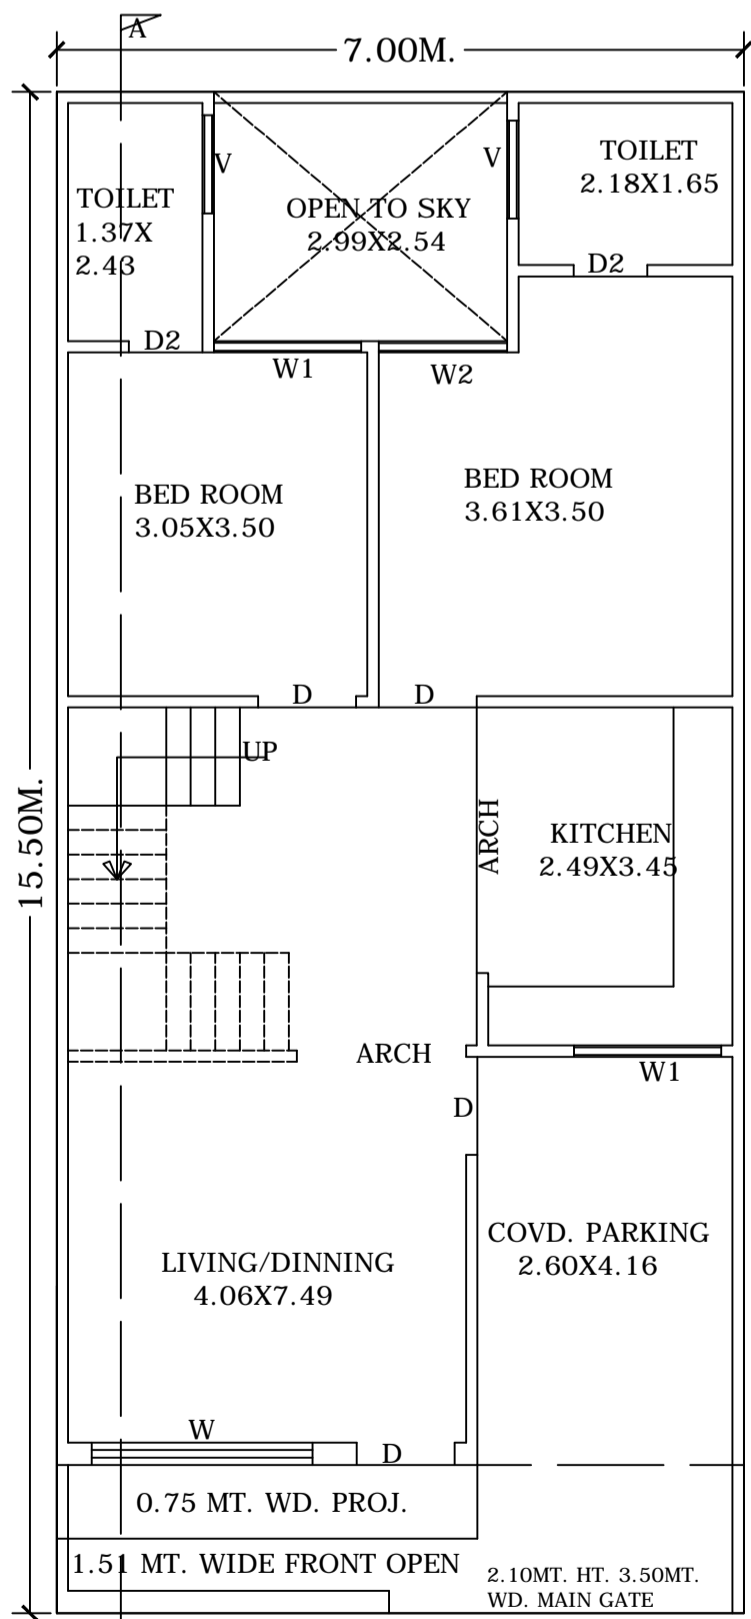 A
7.00M.
TOILET
1.37X
2.43
V
OPEN TO SKY
2.99X2.54
V
TOILET
2.18X1.65
D2
D2
W1
W2
BED ROOM
3.05X3.50
BED ROOM
3.61X3.50
D
D
UP
15.50M.
ARCH
KITCHEN
2.49X3.45
ARCH
W1
D
LIVING/DINNING
4.06X7.49
COVD. PARKING
2.60X4.16
W
D
0.75 MT. WD. PROJ.
1.51 MT. WIDE FRONT OPEN
2.10MT. HT. 3.50MT.
WD. MAIN GATE